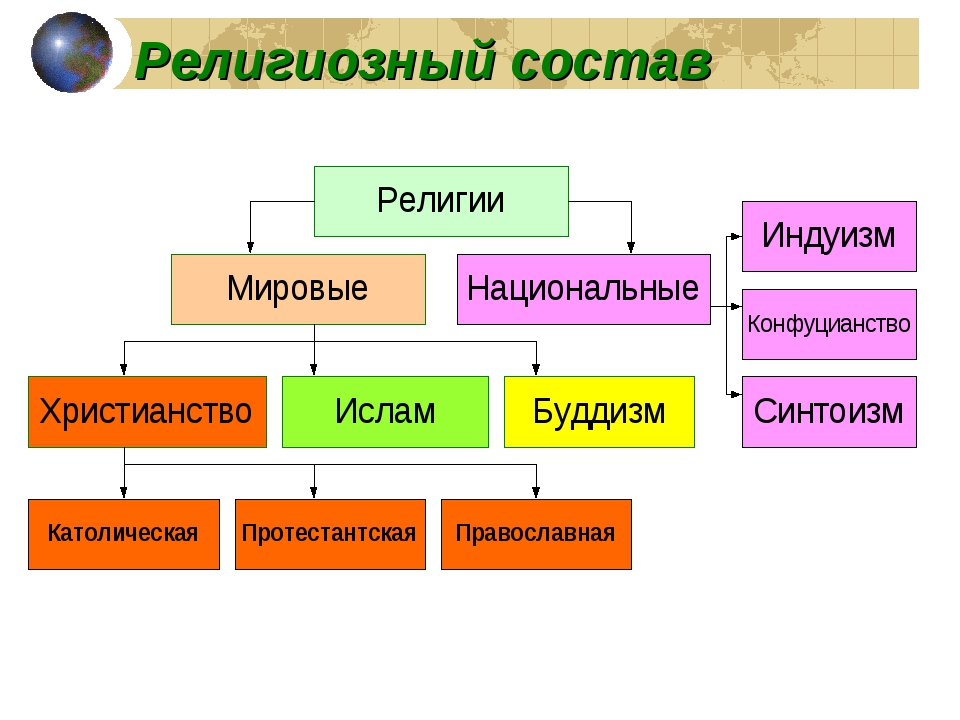 Религиозный состав
Религии
Мировые
Национальные
Индуизм
Конфуцианство
Синтоизм
Христианство
Ислам
Буддизм
Католическая
Протестантская
Православная